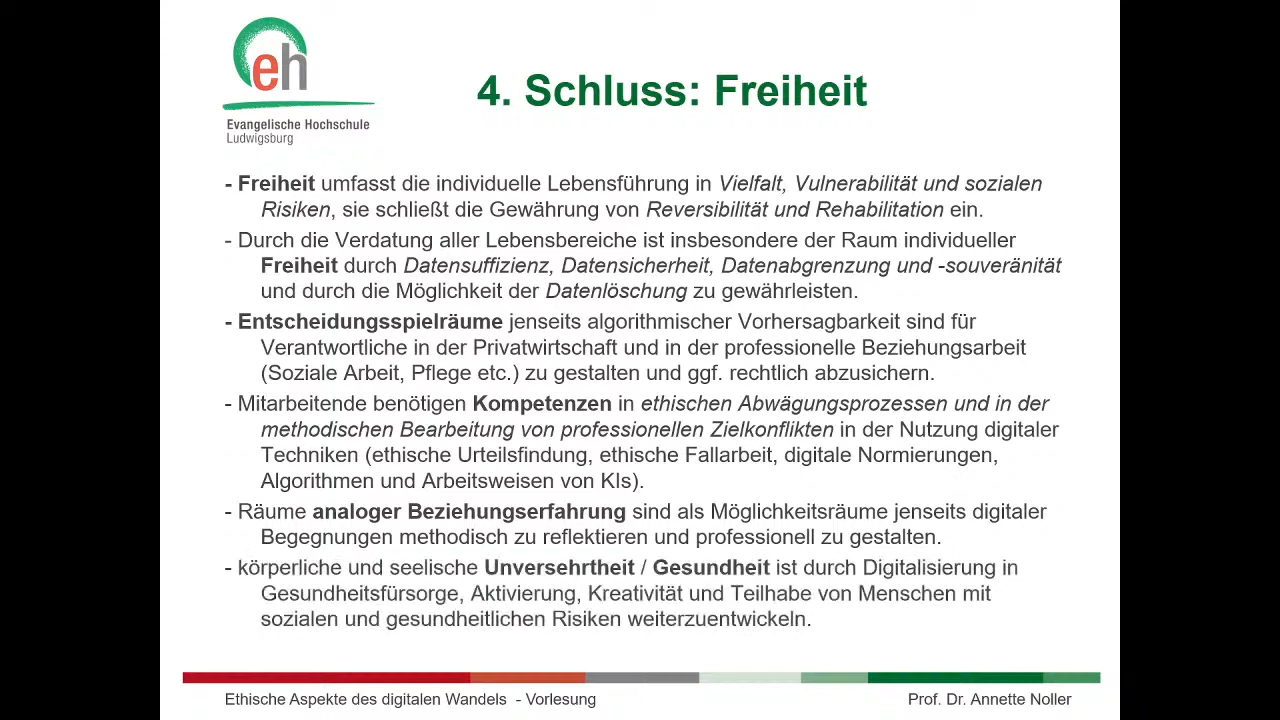 eh
Evangelische Hochschule
Ludwigsburg
4. Schluss: Freiheit
- Freiheit umfasst die individuelle Lebensführung in Vielfalt, Vulnerabilität und sozialen
Risiken, sie schließt die Gewährung von Reversibilität und Rehabilitation ein.
- Durch die Verdatung aller Lebensbereiche ist insbesondere der Raum individueller
Freiheit durch Datensuffizienz, Datensicherheit, Datenabgrenzung und -souveränität
und durch die Möglichkeit der Datenlöschung zu gewährleisten.
- Entscheidungsspielräume jenseits algorithmischer Vorhersagbarkeit sind für
Verantwortliche in der Privatwirtschaft und in der professionelle Beziehungsarbeit
(Soziale Arbeit, Pflege etc.) zu gestalten und ggf. rechtlich abzusichern.
- Mitarbeitende benötigen Kompetenzen in ethischen Abwägungsprozessen und in der
methodischen Bearbeitung von professionellen Zielkonflikten in der Nutzung digitaler
Techniken (ethische Urteilsfindung, ethische Fallarbeit, digitale Normierungen,
Algorithmen und Arbeitsweisen von KIs).
- Räume analoger Beziehungserfahrung sind als Möglichkeitsräume jenseits digitaler
Begegnungen methodisch zu reflektieren und professionell zu gestalten.
- körperliche und seelische Unversehrtheit / Gesundheit ist durch Digitalisierung in
Gesundheitsfürsorge, Aktivierung, Kreativität und Teilhabe von Menschen mit
sozialen und gesundheitlichen Risiken weiterzuentwickeln.
Ethische Aspekte des digitalen Wandels - Vorlesung
Prof. Dr. Annette Noller